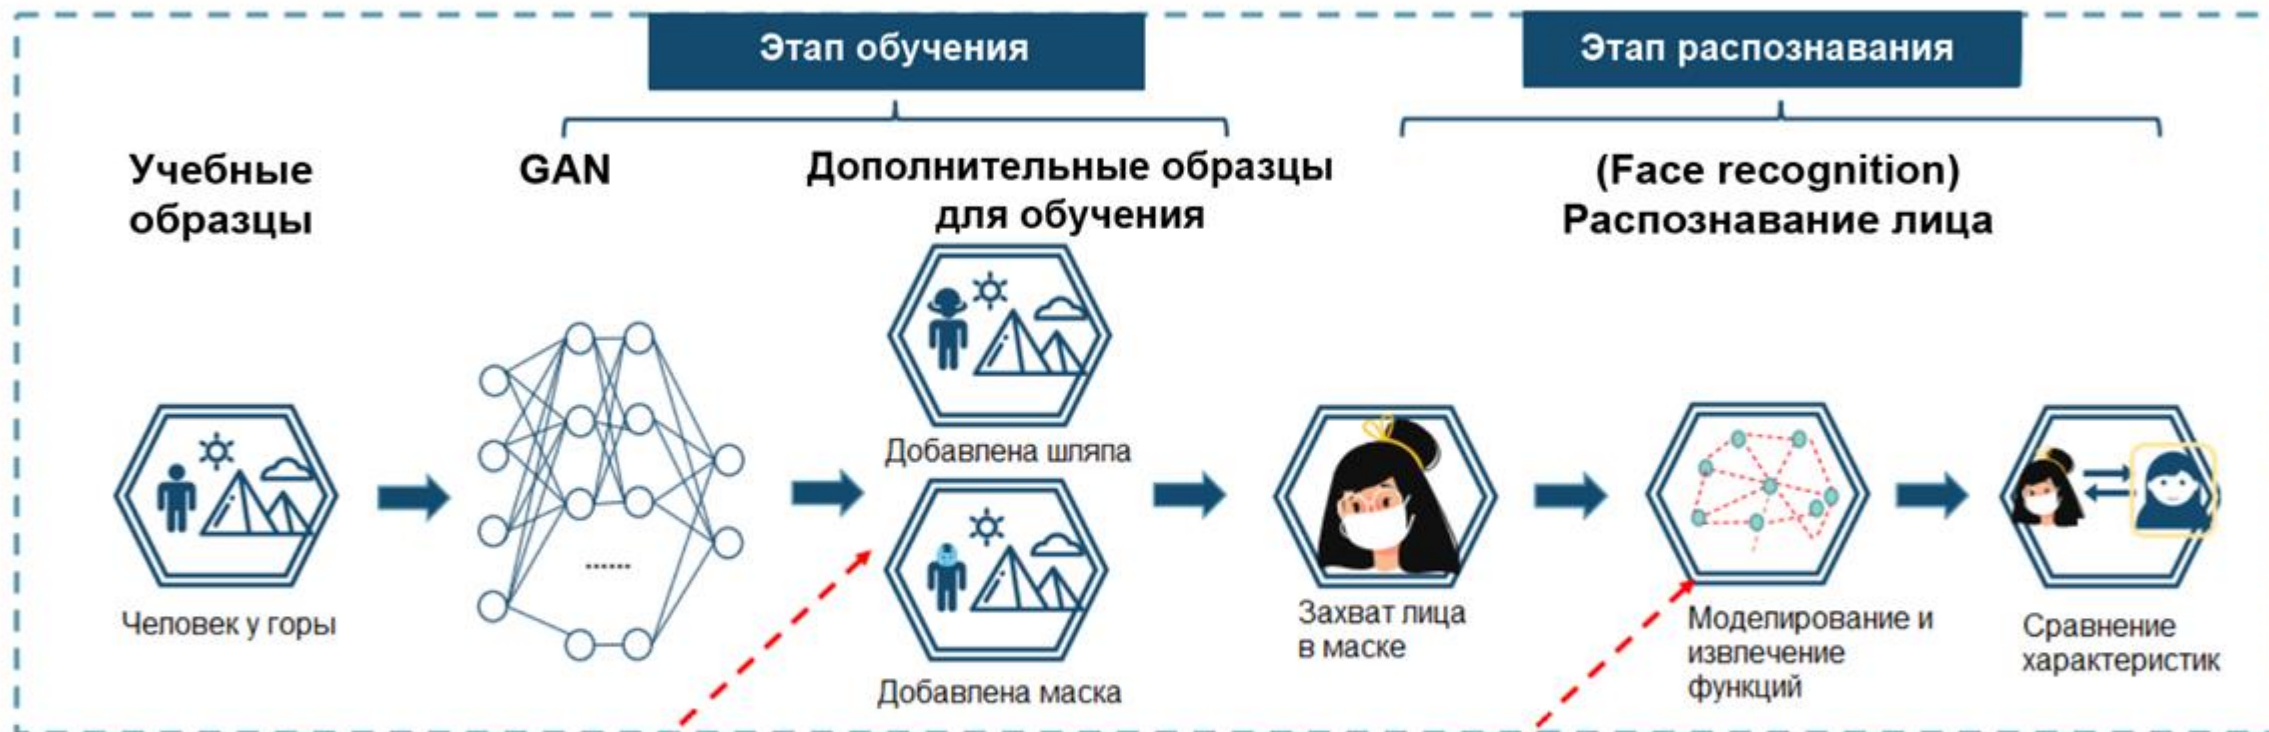 Этап обучения
Этап распознавания
Учебные
образцы
GAN
Дополнительные образцы
для обучения
(Face recognition)
Распознавание лица
Добавлена шляпа
Человек у горы
......
Добавлена маска
Захват лица
в маске
Моделирование и
извлечение
функций
Сравнение
характеристик